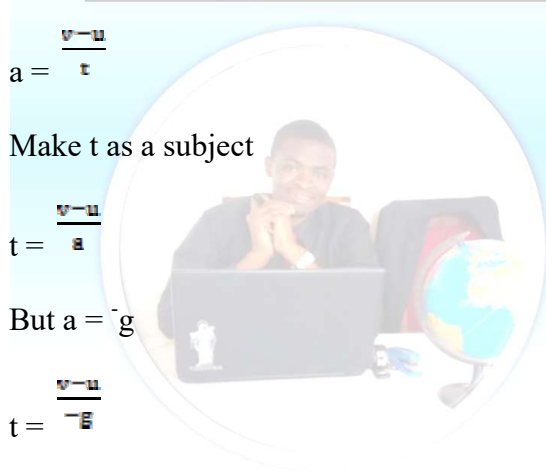 a = v−u/t
Make t as a subject
t = v−u/a
But a = ⁻g
t = v−u/−g